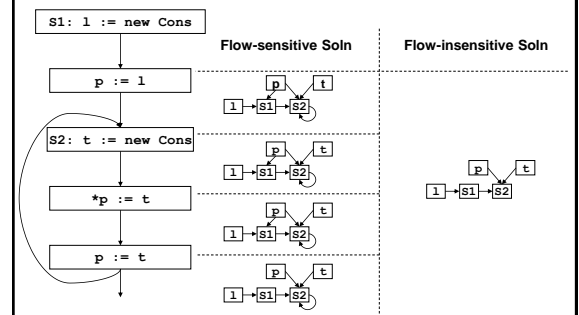 S1: l := new Cons
Flow-sensitive Soln
Flow-insensitive Soln
p := l
p t
l S1 S2
S2: t := new Cons
p t
l S1 S2
p t
l S1 S2
*p := t
p t
l S1 S2
p := t
p t
l S1 S2